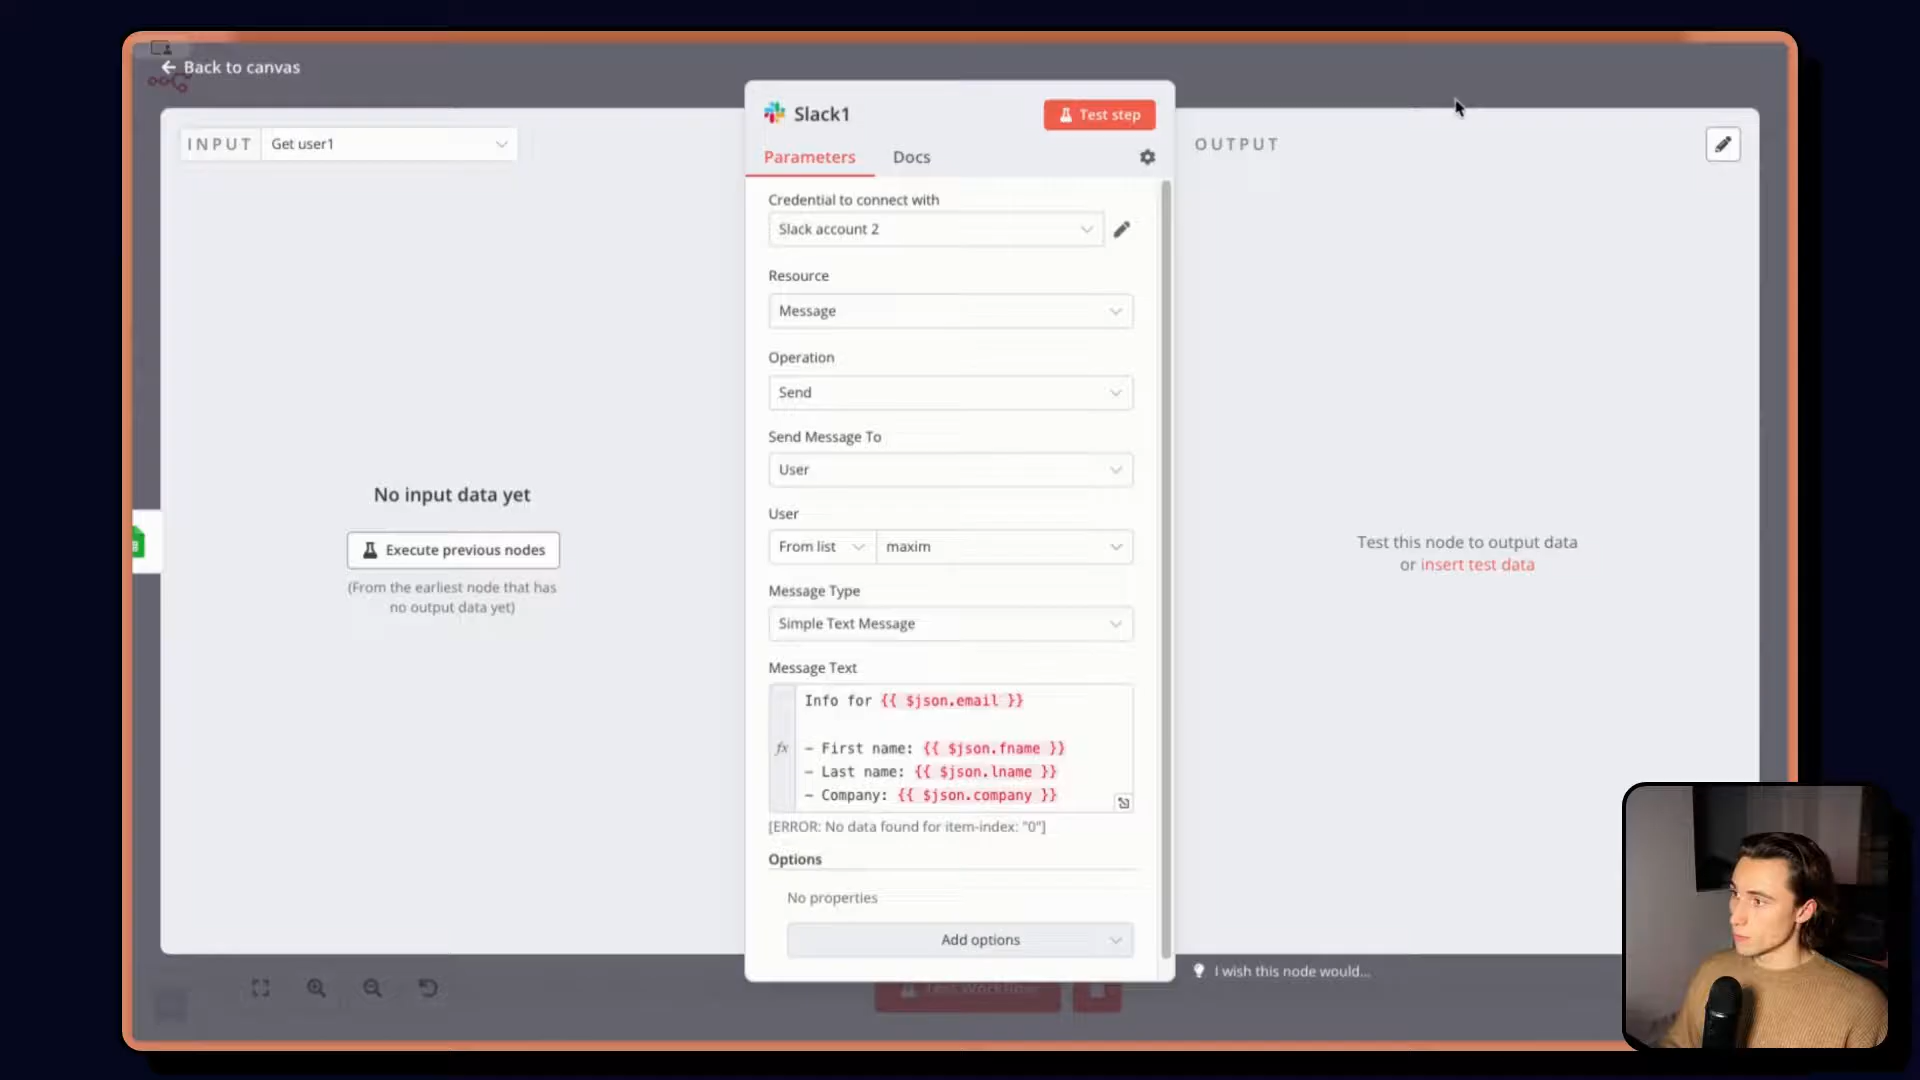 Back to canvas
INPUT
Get user1
No input data yet
Execute previous nodes
(From the earliest node that has
no output data yet)
Slack1
Test step
Parameters
Docs
Credential to connect with
Slack account 2
Resource
Message
Operation
Send
Send Message To
User
User
From list
maxim
Message Type
Simple Text Message
Message Text
fx
Info for {{ $json.email }}
– First name: {{ $json.fname }}
– Last name: {{ $json.lname }}
– Company: {{ $json.company }}
[ERROR: No data found for item-index: "0"]
Options
No properties
Add options
OUTPUT
Test this node to output data
or insert test data
I wish this node would...
Test Workflow